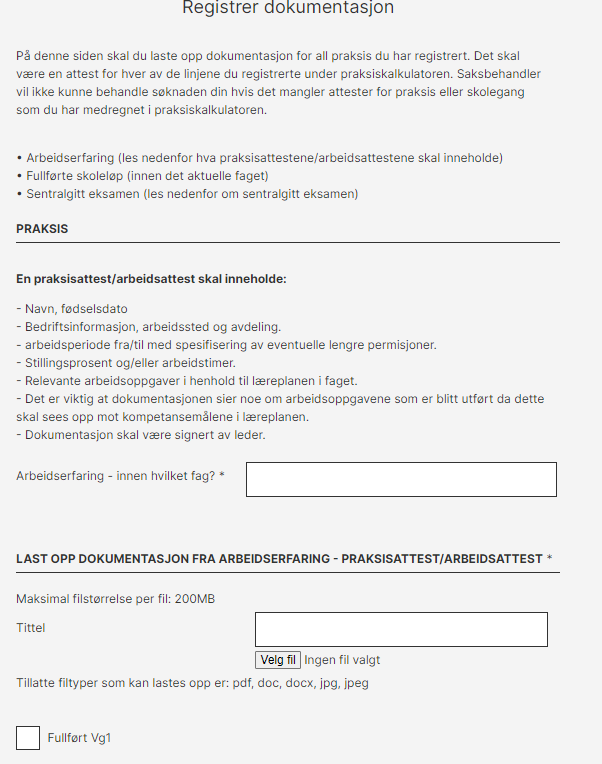 Registrer dokumentasjon
På denne siden skal du laste opp dokumentasjon for all praksis du har registrert. Det skal
være en attest for hver av de linjene du registrerte under praksiskalkulatoren. Saksbehandler
vil ikke kunne behandle søknaden din hvis det mangler attester for praksis eller skolegang
som du har medregnet i praksiskalkulatoren.
• Arbeidserfaring (les nedenfor hva praksisattestene/arbeidsattestene skal inneholde)
• Fullførte skoleløp (innen det aktuelle faget)
• Sentralgitt eksamen (les nedenfor om sentralgitt eksamen)
PRAKSIS
En praksisattest/arbeidsattest skal inneholde:
- Navn, fødselsdato
- Bedriftsinformasjon, arbeidssted og avdeling.
- arbeidsperiode fra/til med spesifisering av eventuelle lengre permisjoner.
- Stillingsprosent og/eller arbeidstimer.
- Relevante arbeidsoppgaver i henhold til læreplanen i faget.
- Det er viktig at dokumentasjonen sier noe om arbeidsoppgavene som er blitt utført da dette
skal sees opp mot kompetansemålene i læreplanen.
- Dokumentasjon skal være signert av leder.
Arbeidserfaring - innen hvilket fag? *
LAST OPP DOKUMENTASJON FRA ARBEIDSERFARING - PRAKSISATTEST/ARBEIDSATTEST *
Maksimal filstørrelse per fil: 200MB
Tittel
Velg fil Ingen fil valgt
Tillatte filtyper som kan lastes opp er: pdf, doc, docx, jpg, jpeg
Fullført Vg1